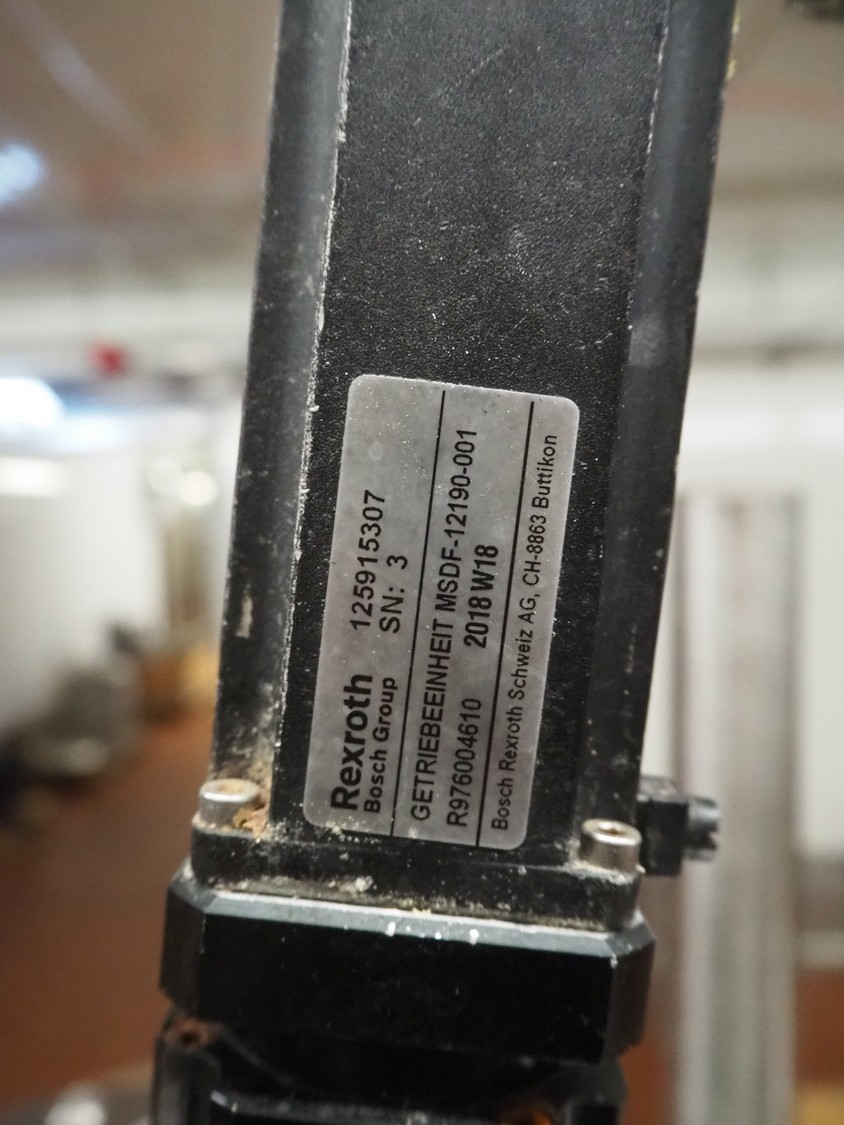 Rexroth 125915307
Bosch Group SN: 3
GETRIEBEEINHEIT MSDF-12190-001
R976004610 2018 W18
Bosch Rexroth Schweiz AG, CH-8863 Buttikon